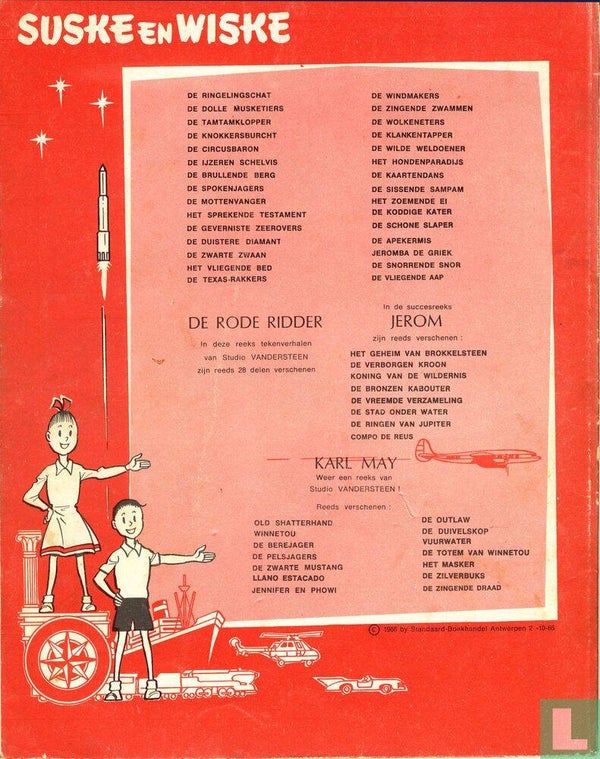 SUSKE EN WISKE
DE RINGELINGSCHAT
DE DOLLE MUSKETIERS
DE TAMTAMKLOPPER
DE KNOKKERSBURCHT
DE CIRCUSBARON
DE IJZEREN SCHELVIS
DE BRULLENDE BERG
DE SPOKENJAGERS
DE MOTTENVANGER
HET SPREKENDE TESTAMENT
DE GEVERNISTE ZEEROVERS
DE DUISTERE DIAMANT
DE ZWARTE ZWAAN
HET VLIEGENDE BED
DE TEXAS-RAKKERS
DE WINDMAKERS
DE ZINGENDE ZWAMMEN
DE WOLKENETERS
DE KLANKENTAPPER
DE WILDE WELDOENER
HET HONDENPARADIJS
DE KAARTENDANS
DE SISSENDE SAMPAM
HET ZOEMENDE EI
DE KODDIGE KATER
DE SCHONE SLAPER
DE APEKERMIS
JEROMBA DE GRIEK
DE SNORRENDE SNOR
DE VLIEGENDE AAP
DE RODE RIDDER
In deze reeks tekenverhalen
van Studio VANDERSTEEN
zijn reeds 28 delen verschenen
In de succesreeks
JEROM
zijn reeds verschenen :
HET GEHEIM VAN BROKKELSTEEN
DE VERBORGEN KROON
KONING VAN DE WILDERNIS
DE BRONZEN KABOUTER
DE VREEMDE VERZAMELING
DE STAD ONDER WATER
DE RINGEN VAN JUPITER
COMPO DE REUS
KARL MAY
Weer een reeks van
Studio VANDERSTEEN !
Reeds verschenen :
OLD SHATTERHAND
WINNETOU
DE BEREJAGER
DE PELSJAGERS
DE ZWARTE MUSTANG
LLANO ESTACADO
JENNIFER EN PHOWI
DE OUTLAW
DE DUIVELSKOP
VUURWATER
DE TOTEM VAN WINNETOU
HET MASKER
DE ZILVERBUKS
DE ZINGENDE DRAAD
© 1966 by Standaard-Boekhandel Antwerpen 2 -10-66
L